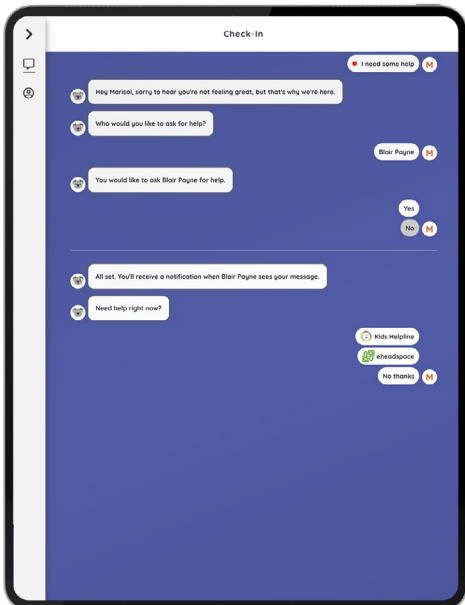 Check-In
I need some help
M
Hey Marisol, sorry to hear you're not feeling great, but that's why we're here.
Who would you like to ask for help?
Blair Payne
M
You would like to ask Blair Payne for help.
Yes
No
M
All set. You'll receive a notification when Blair Payne sees your message.
Need help right now?
Kids Helpline
eheadspace
No thanks
M